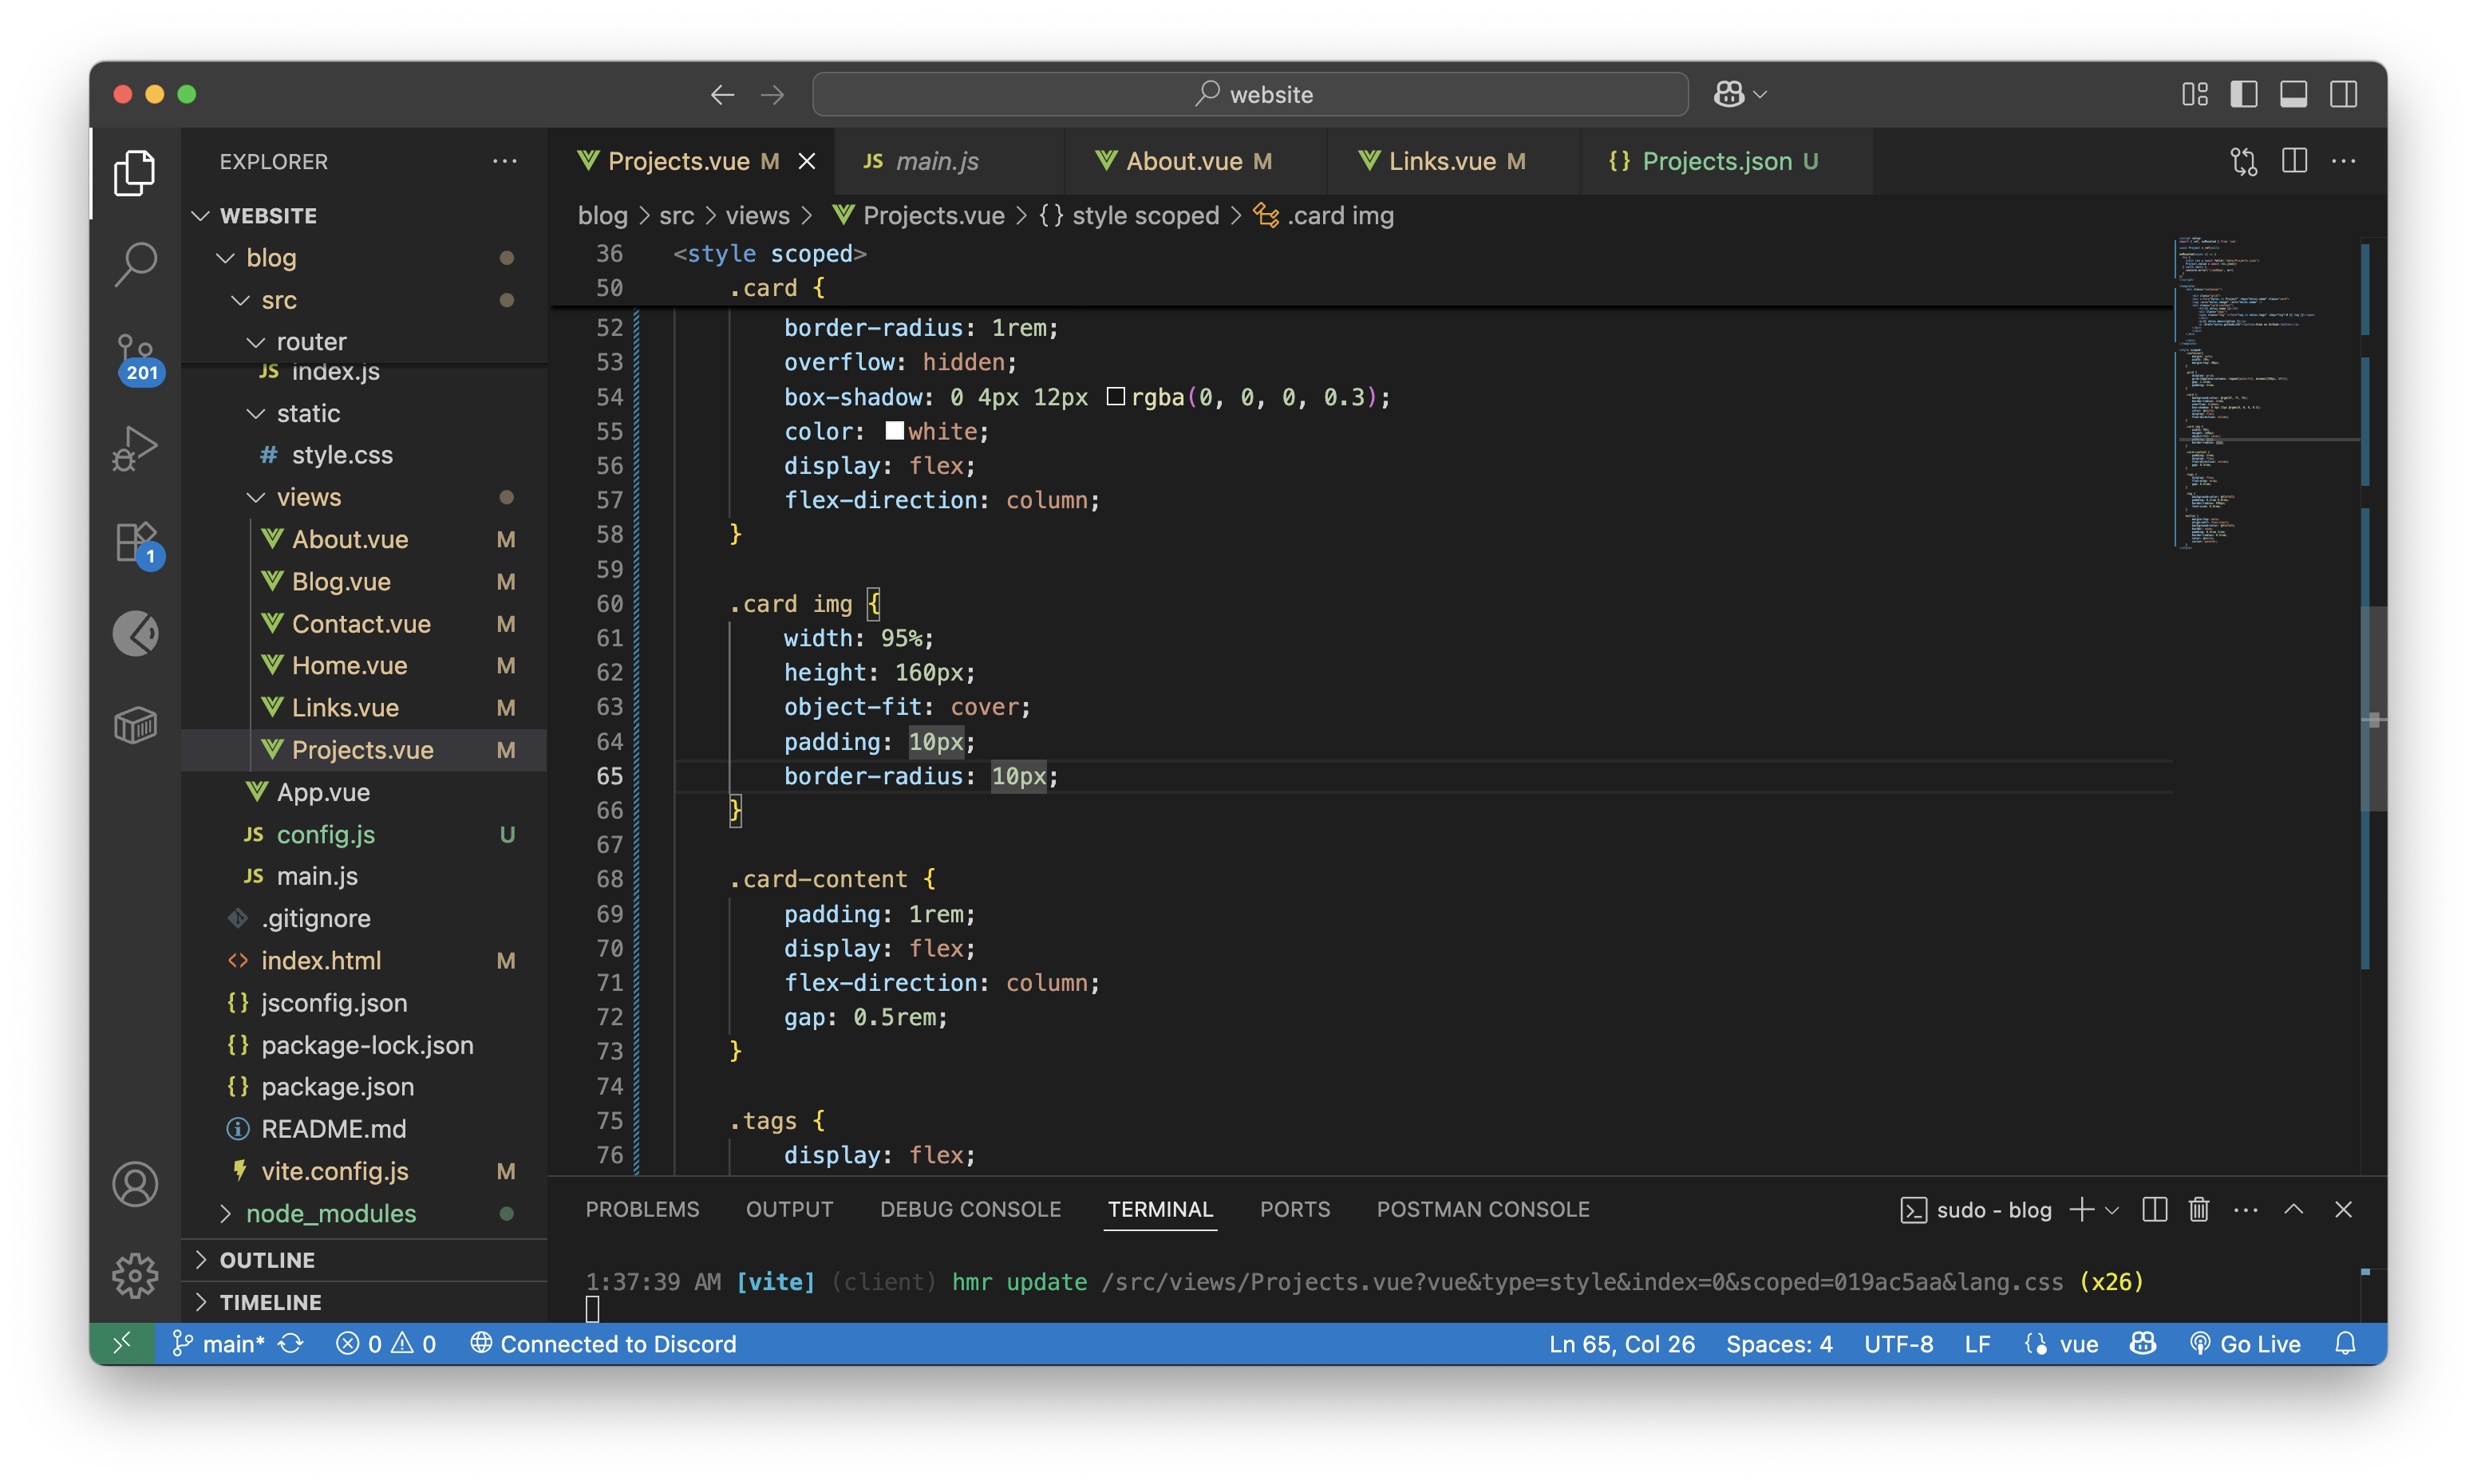 website
EXPLORER
WEBSITE
blog
src
router
index.js
static
# style.css
views
About.vue M
Blog.vue M
Contact.vue M
Home.vue M
Links.vue M
Projects.vue M
App.vue
JS config.js U
JS main.js
.gitignore
<> index.html M
{} jsconfig.json
{} package-lock.json
{} package.json
README.md
vite.config.js M
node_modules
OUTLINE
TIMELINE
201
1
Projects.vue M
JS main.js
About.vue M
Links.vue M
{} Projects.json U
blog > src > views > Projects.vue > {} style scoped > .card img
36 <style scoped>
50 .card {
52 border-radius: 1rem;
53 overflow: hidden;
54 box-shadow: 0 4px 12px rgba(0, 0, 0, 0.3);
55 color: white;
56 display: flex;
57 flex-direction: column;
58 }
59
60 .card img {
61 width: 95%;
62 height: 160px;
63 object-fit: cover;
64 padding: 10px;
65 border-radius: 10px;
66 }
67
68 .card-content {
69 padding: 1rem;
70 display: flex;
71 flex-direction: column;
72 gap: 0.5rem;
73 }
74
75 .tags {
76 display: flex;
PROBLEMS OUTPUT DEBUG CONSOLE TERMINAL PORTS POSTMAN CONSOLE
sudo - blog
1:37:39 AM [vite] (client) hmr update /src/views/Projects.vue?vue&type=style&index=0&scoped=019ac5aa&lang.css (x26)
main* 0 0 Connected to Discord
Ln 65, Col 26 Spaces: 4 UTF-8 LF vue Go Live